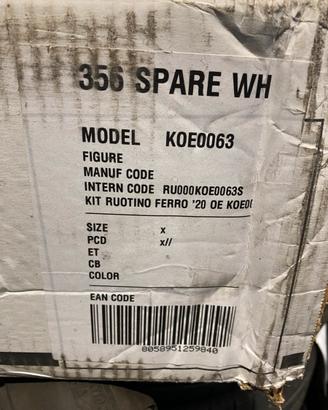 356 SPARE WH
MODEL KOE0063
FIGURE
MANUF CODE
INTERN CODE RU000KOE0063S
KIT RUOTINO FERRO '20 OE KOE0
SIZE x
PCD x//
ET
CB
COLOR
EAN CODE
8058951259840